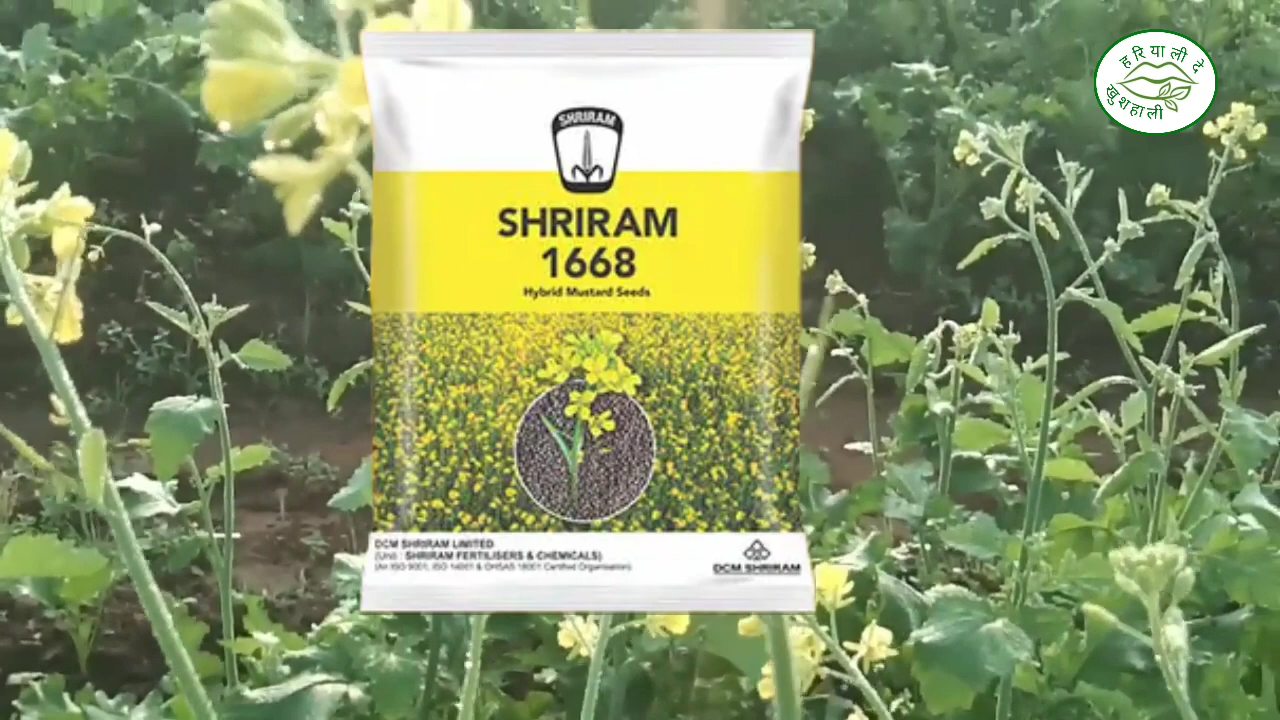 हरियाली दे
खुशहाली
SHRIRAM
SHRIRAM
1668
Hybrid Mustard Seeds
DCM SHRIRAM LIMITED
(Unit : SHRIRAM FERTILISERS & CHEMICALS)
(An ISO 9001, ISO 14001 & OHSAS 18001 Certified Organisation)
DCM SHRIRAM